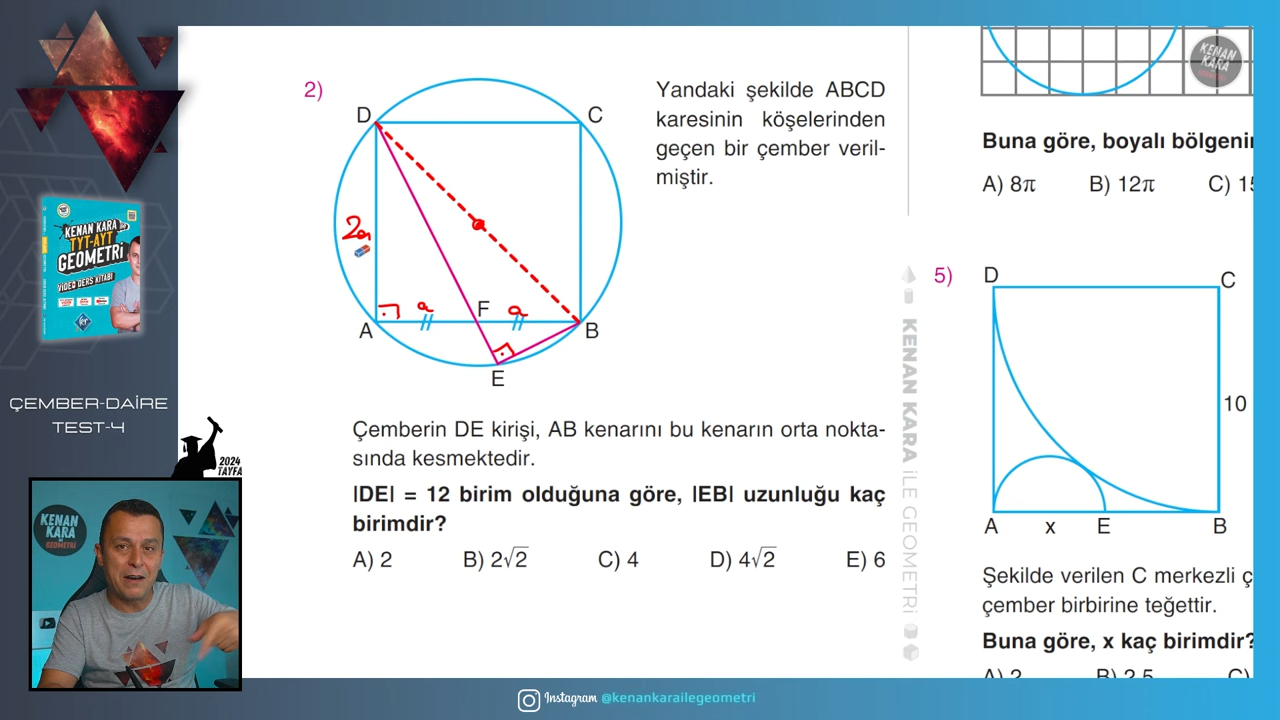 KENAN KARA
TYT-AYT
GEOMETRİ
VİDEO DERS KİTABI
ÇEMBER-DAİRE
TEST-4
2024
TAYFA
KENAN
KARA
GEOMETRİ
2)
D
C
2a
a
a
F
A
B
E
Yandaki şekilde ABCD
karesinin köşelerinden
geçen bir çember veril-
miştir.
Çemberin DE kirişi, AB kenarını bu kenarın orta nokta-
sında kesmektedir.
|DE| = 12 birim olduğuna göre, |EB| uzunluğu kaç
birimdir?
A) 2 B) 2√2 C) 4 D) 4√2 E) 6
KENAN KARA İLE GEOMETRİ
KENAN
KARA
GEOMETRİ
Buna göre, boyalı bölgenin
A) 8π B) 12π C) 15
5)
D
C
10
A x E B
Şekilde verilen C merkezli ç
çember birbirine teğettir.
Buna göre, x kaç birimdir?
A) 2 B) 2,5 C)
Instagram @kenankarailegeometri